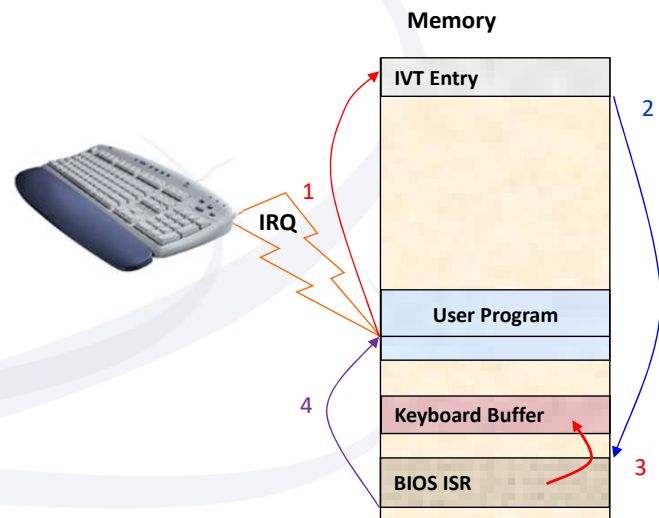 Memory
IVT Entry
2
1
IRQ
User Program
4
Keyboard Buffer
3
BIOS ISR